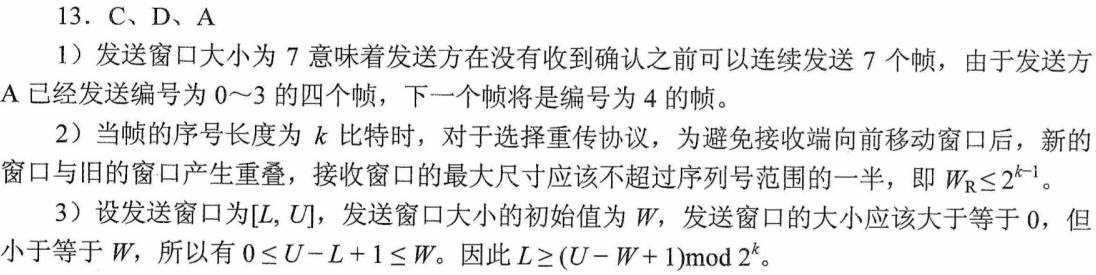 13．C、D、A
1）发送窗口大小为 7 意味着发送方在没有收到确认之前可以连续发送 7 个帧，由于发送方
A 已经发送编号为 0～3 的四个帧，下一个帧将是编号为 4 的帧。
2）当帧的序号长度为 k 比特时，对于选择重传协议，为避免接收端向前移动窗口后，新的
窗口与旧的窗口产生重叠，接收窗口的最大尺寸应该不超过序列号范围的一半，即 W_R≤2^{k-1}。
3）设发送窗口为[L, U]，发送窗口大小的初始值为 W，发送窗口的大小应该大于等于 0，但
小于等于 W，所以有 0≤U−L+1≤W。因此 L≥(U−W+1)mod 2^k。